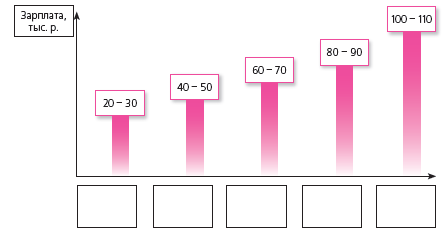 Зарплата,
тыс. р.
100 – 110
80 – 90
60 – 70
40 – 50
20 – 30